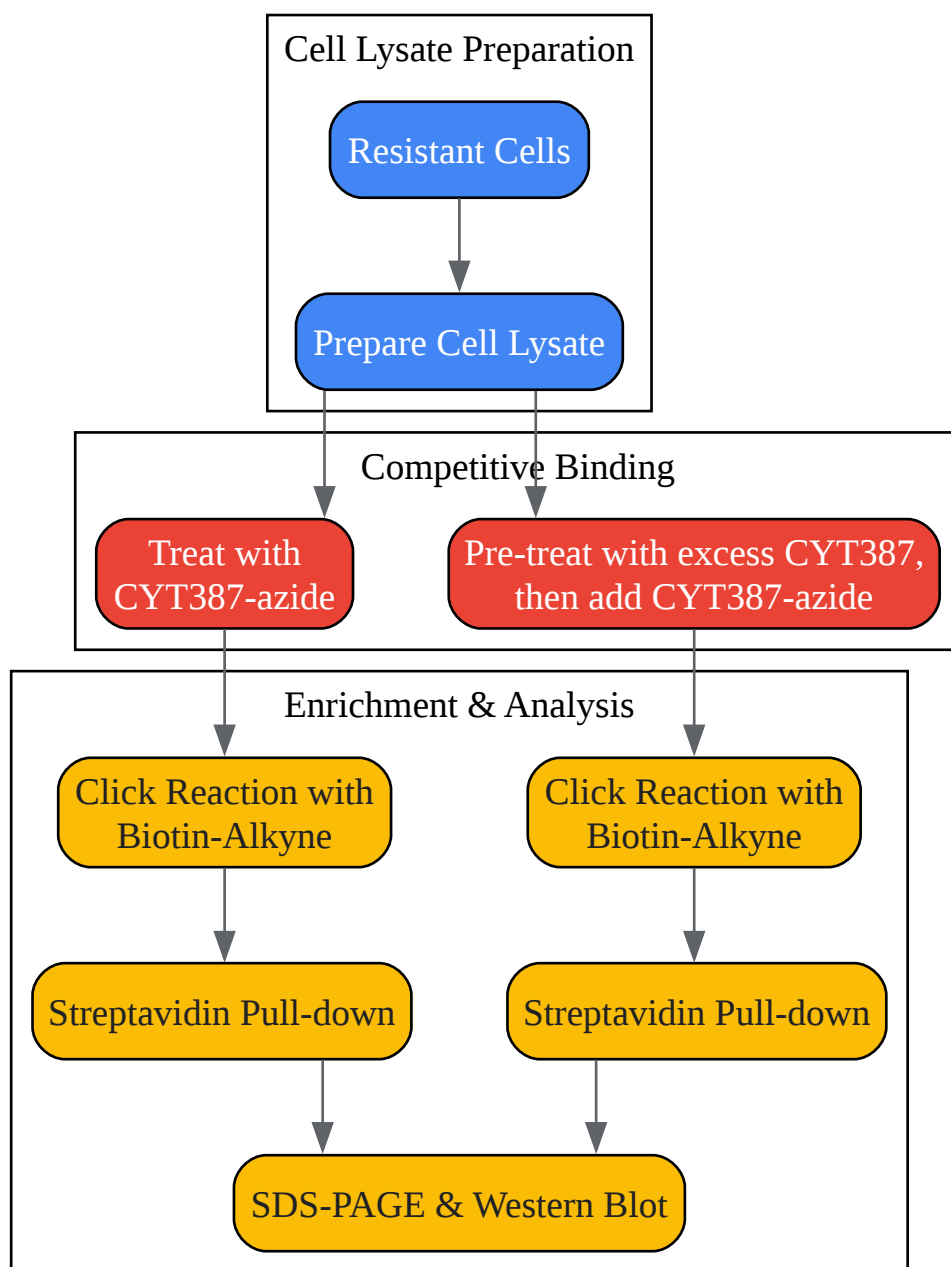 Cell Lysate Preparation
Resistant Cells
Prepare Cell Lysate
Competitive Binding
Treat with
CYT387-azide
Pre-treat with excess CYT387,
then add CYT387-azide
Enrichment & Analysis
Click Reaction with
Biotin-Alkyne
Click Reaction with
Biotin-Alkyne
Streptavidin Pull-down
Streptavidin Pull-down
SDS-PAGE & Western Blot